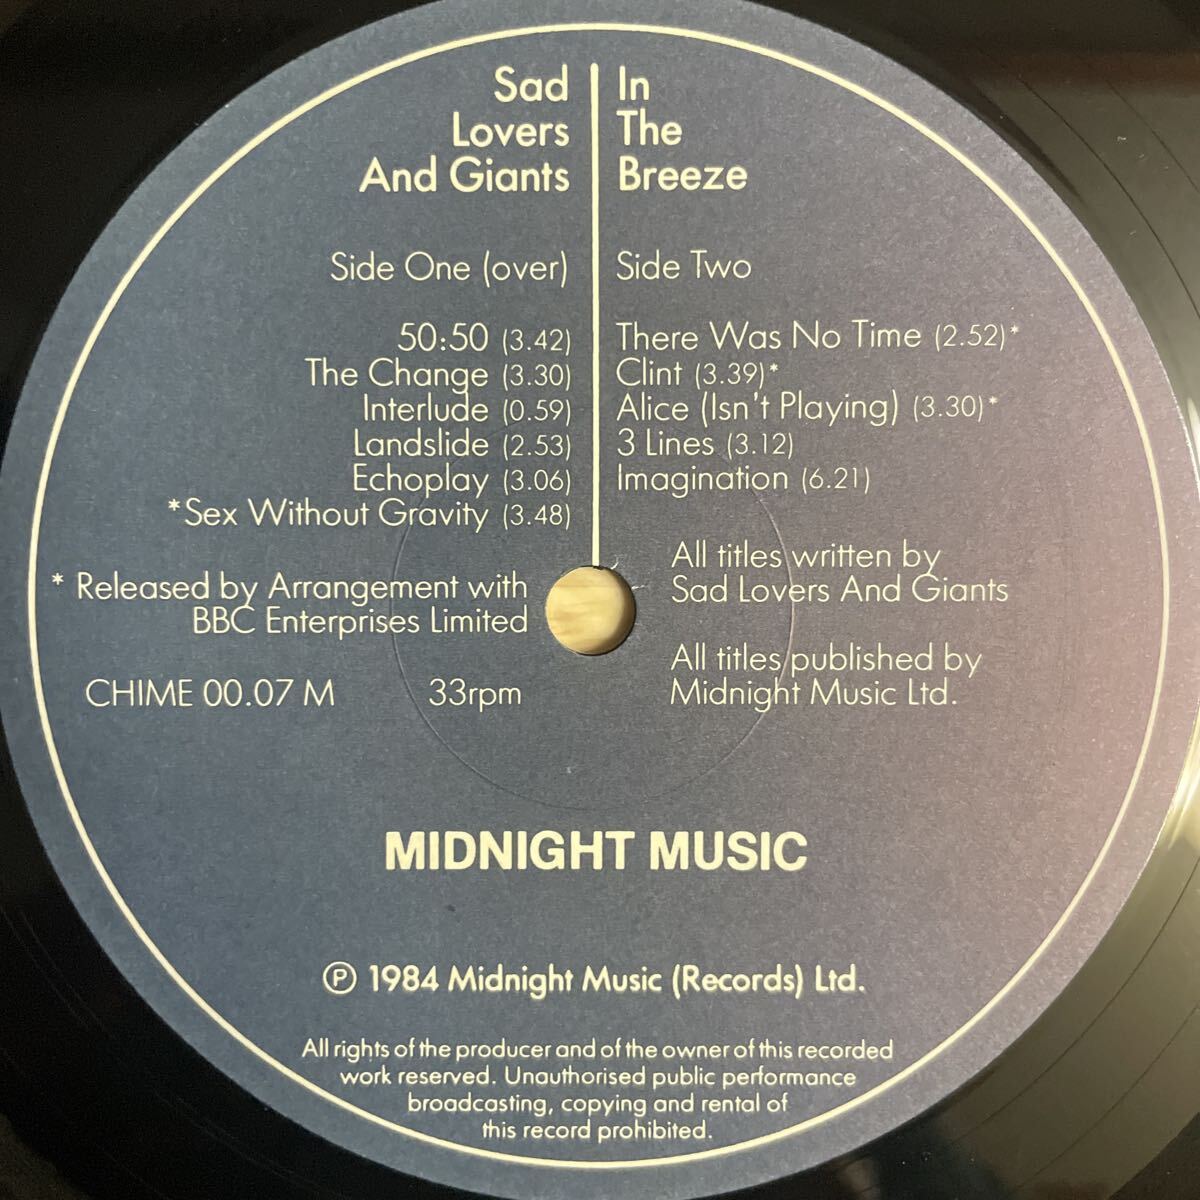 Sad
Lovers
And Giants
In
The
Breeze
Side One (over)
50:50 (3.42)
The Change (3.30)
Interlude (0.59)
Landslide (2.53)
Echoplay (3.06)
*Sex Without Gravity (3.48)
* Released by Arrangement with
BBC Enterprises Limited
CHIME 00.07 M 33rpm
Side Two
There Was No Time (2.52)*
Clint (3.39)*
Alice (Isn't Playing) (3.30)*
3 Lines (3.12)
Imagination (6.21)
All titles written by
Sad Lovers And Giants
All titles published by
Midnight Music Ltd.
MIDNIGHT MUSIC
℗ 1984 Midnight Music (Records) Ltd.
All rights of the producer and of the owner of this recorded
work reserved. Unauthorised public performance
broadcasting, copying and rental of
this record prohibited.